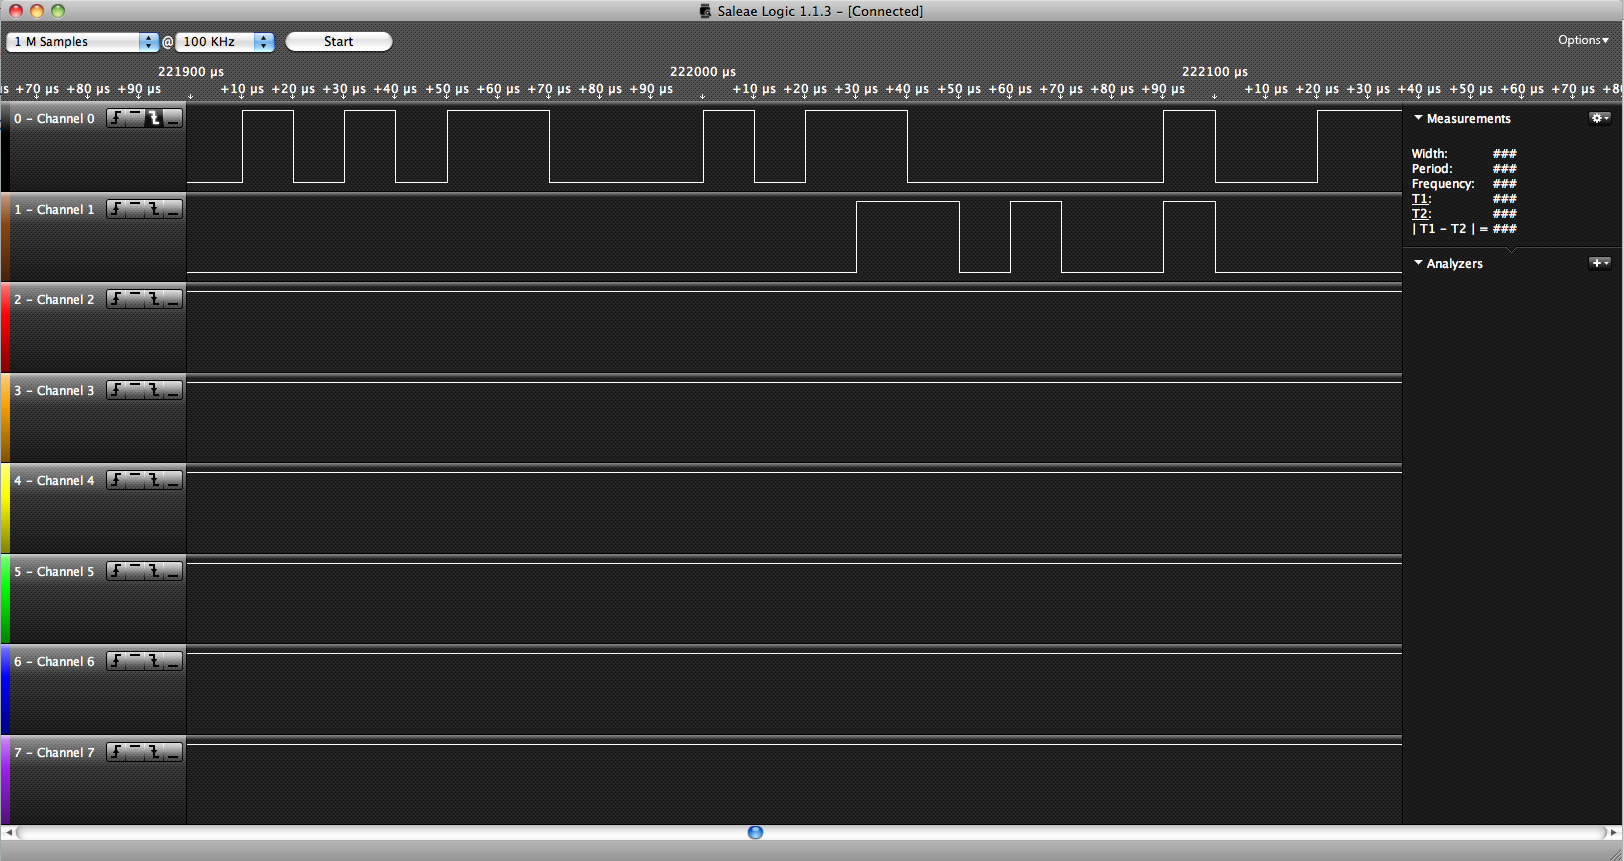 Saleae Logic 1.1.3 – [Connected]
1 M Samples @ 100 KHz Start Options▾
221900 µs 222000 µs 222100 µs
s +70 µs +80 µs +90 µs +10 µs +20 µs +30 µs +40 µs +50 µs +60 µs +70 µs +80 µs +90 µs +10 µs +20 µs +30 µs +40 µs +50 µs +60 µs +70 µs +80 µs +90 µs +10 µs +20 µs +30 µs +40 µs +50 µs +60 µs +70 µs +8
0 – Channel 0
1 – Channel 1
2 – Channel 2
3 – Channel 3
4 – Channel 4
5 – Channel 5
6 – Channel 6
7 – Channel 7
Measurements
Width: ###
Period: ###
Frequency: ###
T1: ###
T2: ###
| T1 – T2 | = ###
Analyzers